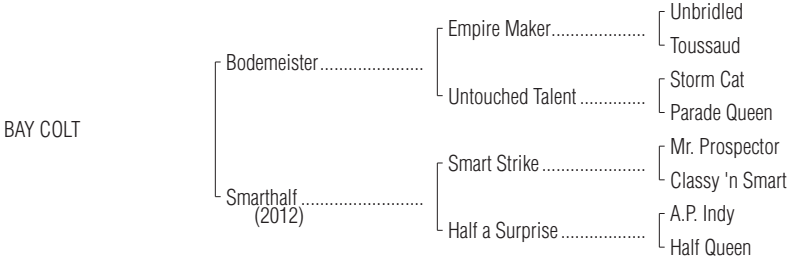 Unbridled
Empire Maker.....................
Toussaud
Bodemeister.......................
Storm Cat
Untouched Talent ..............
Parade Queen
BAY COLT
Mr. Prospector
Smart Strike.......................
Classy 'n Smart
Smarthalf...........................
(2012)
A.P. Indy
Half a Surprise...................
Half Queen